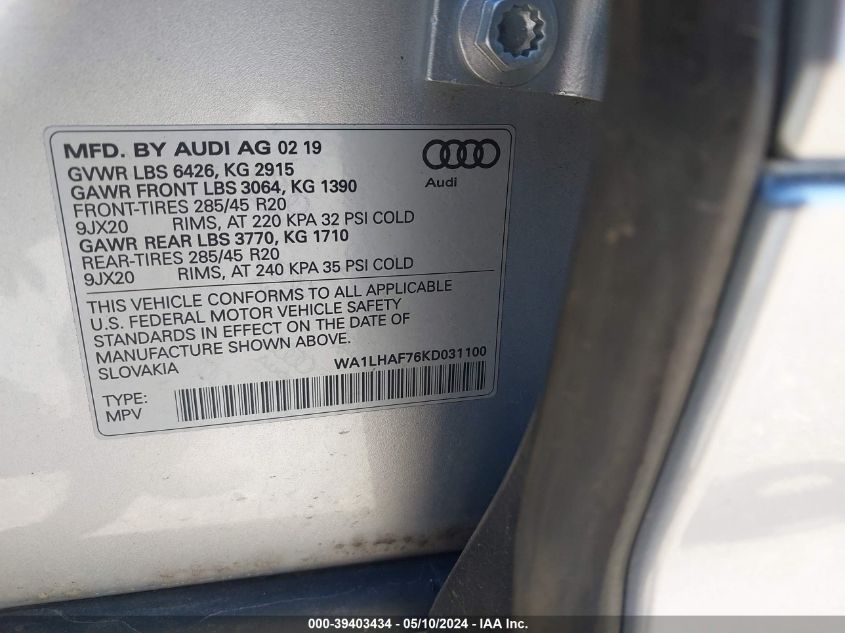 MFD. BY AUDI AG 02 19
GVWR LBS 6426, KG 2915
GAWR FRONT LBS 3064, KG 1390
FRONT-TIRES 285/45 R20
9JX20 RIMS, AT 220 KPA 32 PSI COLD
GAWR REAR LBS 3770, KG 1710
REAR-TIRES 285/45 R20
9JX20 RIMS, AT 240 KPA 35 PSI COLD
Audi
THIS VEHICLE CONFORMS TO ALL APPLICABLE
U.S. FEDERAL MOTOR VEHICLE SAFETY
STANDARDS IN EFFECT ON THE DATE OF
MANUFACTURE SHOWN ABOVE.
SLOVAKIA WA1LHAF76KD031100
TYPE:
MPV
000-39403434 - 05/10/2024 - IAA Inc.